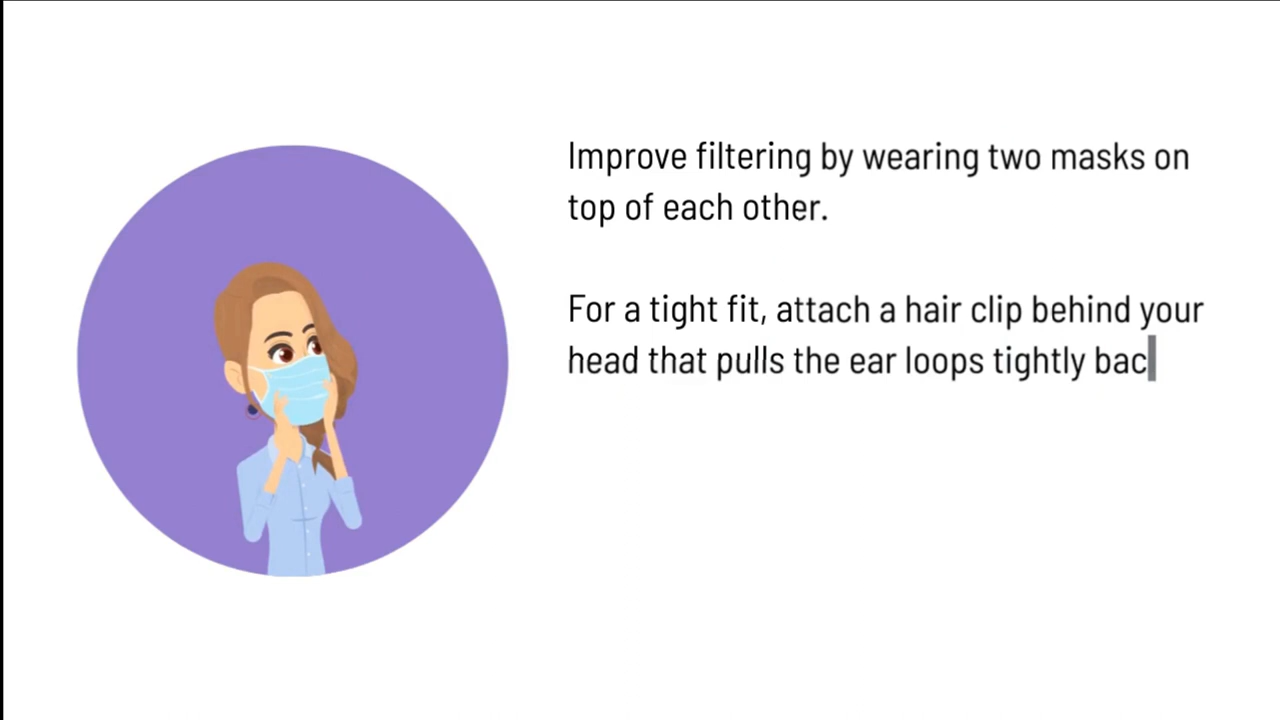 Improve filtering by wearing two masks on
top of each other.
For a tight fit, attach a hair clip behind your
head that pulls the ear loops tightly bac